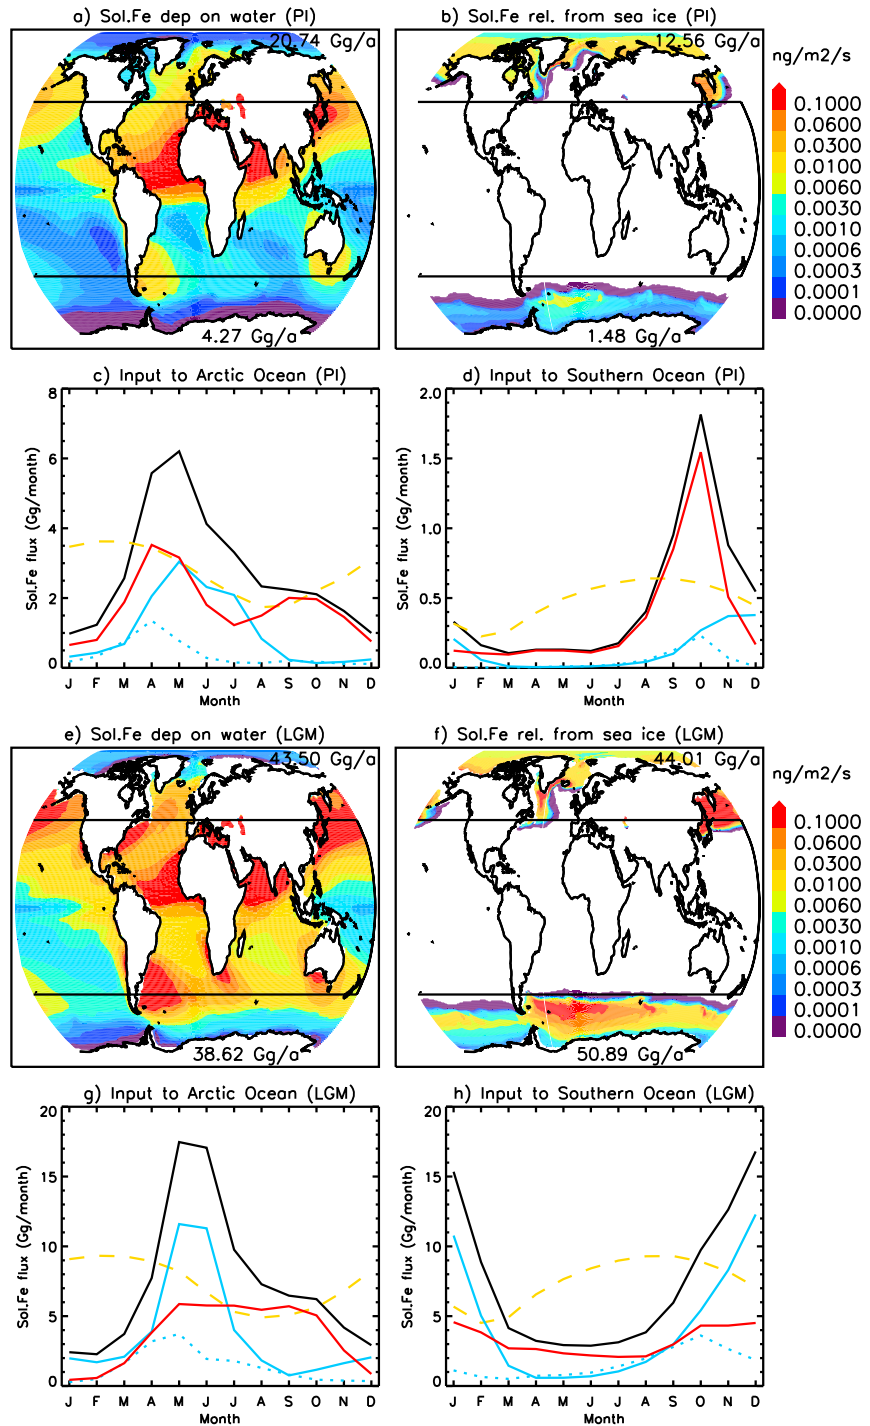 a) Sol.Fe dep on water (PI)
b) Sol.Fe rel. from sea ice (PI)
20.74 Gg/a
12.56 Gg/a
ng/m2/s
0.1000
0.0600
0.0300
0.0100
0.0060
0.0030
0.0010
0.0006
0.0003
0.0001
0.0000
4.27 Gg/a
1.48 Gg/a
c) Input to Arctic Ocean (PI)
8
6
4
2
0
Sol.Fe flux (Gg/month)
J F M A M J J A S O N D
Month
d) Input to Southern Ocean (PI)
2.0
1.5
1.0
0.5
0.0
Sol.Fe flux (Gg/month)
J F M A M J J A S O N D
Month
e) Sol.Fe dep on water (LGM)
f) Sol.Fe rel. from sea ice (LGM)
43.50 Gg/a
44.01 Gg/a
ng/m2/s
0.1000
0.0600
0.0300
0.0100
0.0060
0.0030
0.0010
0.0006
0.0003
0.0001
0.0000
38.62 Gg/a
50.89 Gg/a
g) Input to Arctic Ocean (LGM)
20
15
10
5
0
Sol.Fe flux (Gg/month)
J F M A M J J A S O N D
Month
h) Input to Southern Ocean (LGM)
20
15
10
5
0
Sol.Fe flux (Gg/month)
J F M A M J J A S O N D
Month